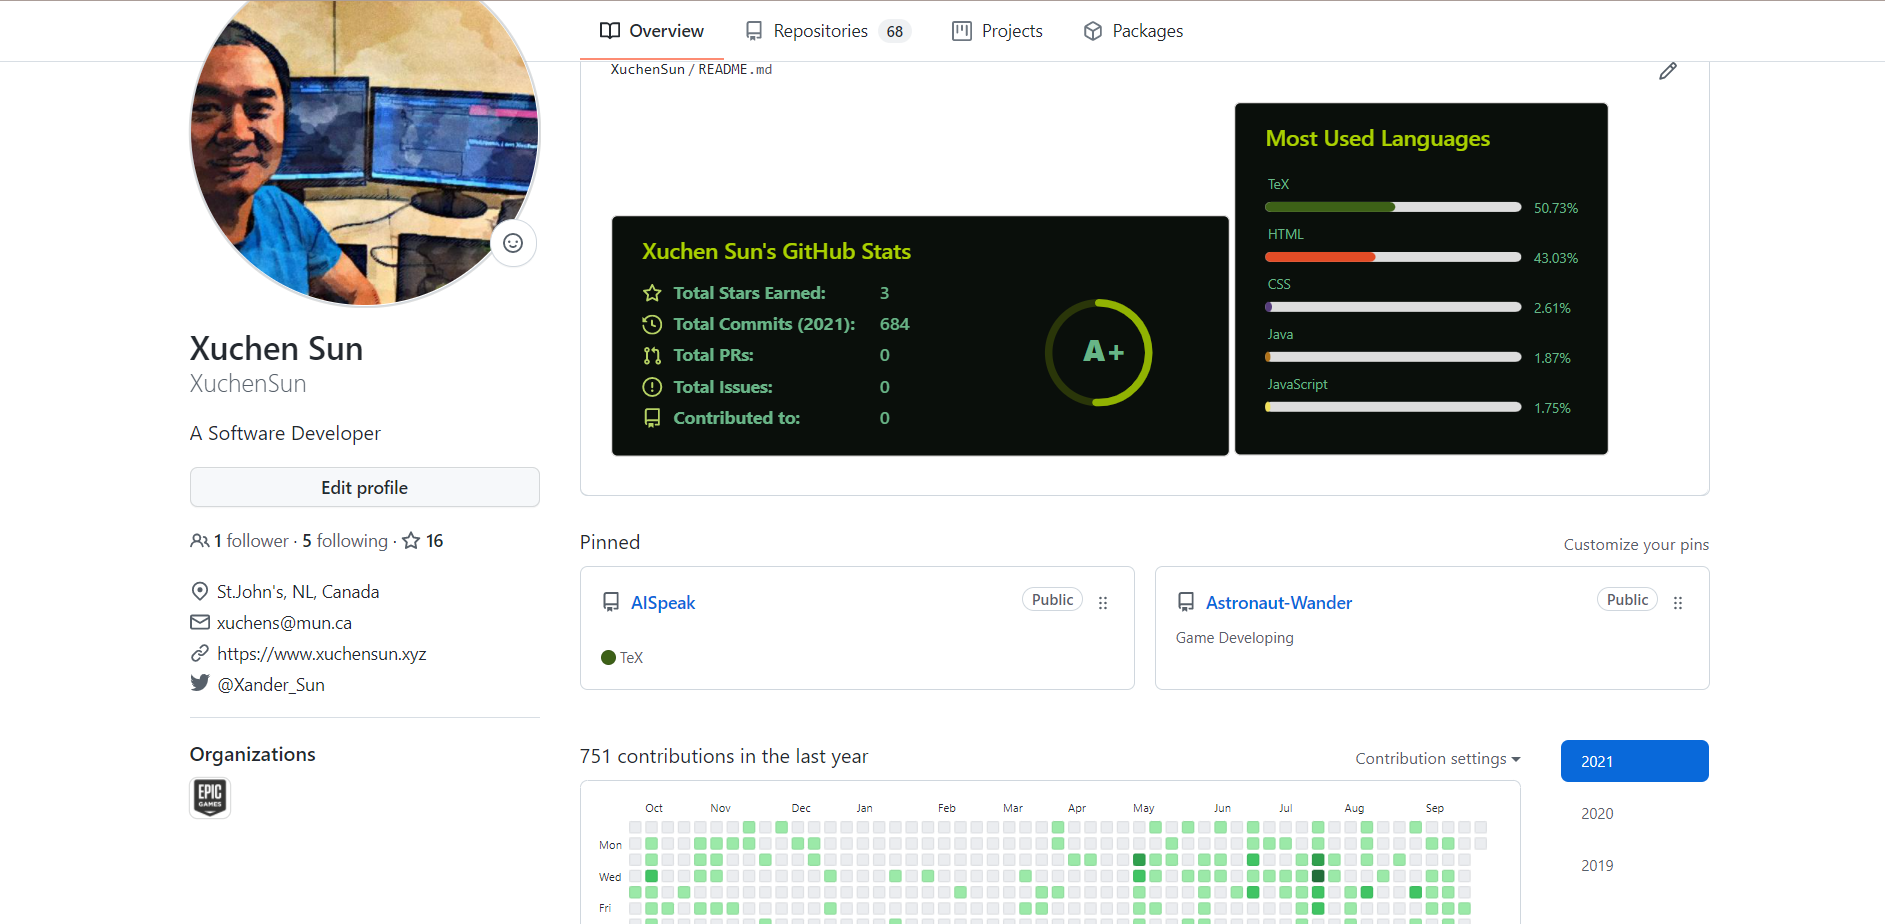 Overview
Repositories 68
Projects
Packages
XuchenSun / README.md
Most Used Languages
TeX
50.73%
HTML
43.03%
CSS
2.61%
Java
1.87%
JavaScript
1.75%
Xuchen Sun's GitHub Stats
Total Stars Earned: 3
Total Commits (2021): 684
Total PRs: 0
Total Issues: 0
Contributed to: 0
A+
Xuchen Sun
XuchenSun
A Software Developer
Edit profile
1 follower · 5 following · 16
St.John's, NL, Canada
xuchens@mun.ca
https://www.xuchensun.xyz
@Xander_Sun
Organizations
EPIC
GAMES
Pinned
Customize your pins
AISpeak
Public
TeX
Astronaut-Wander
Public
Game Developing
751 contributions in the last year
Contribution settings
2021
2020
2019
Oct Nov Dec Jan Feb Mar Apr May Jun Jul Aug Sep
Mon
Wed
Fri